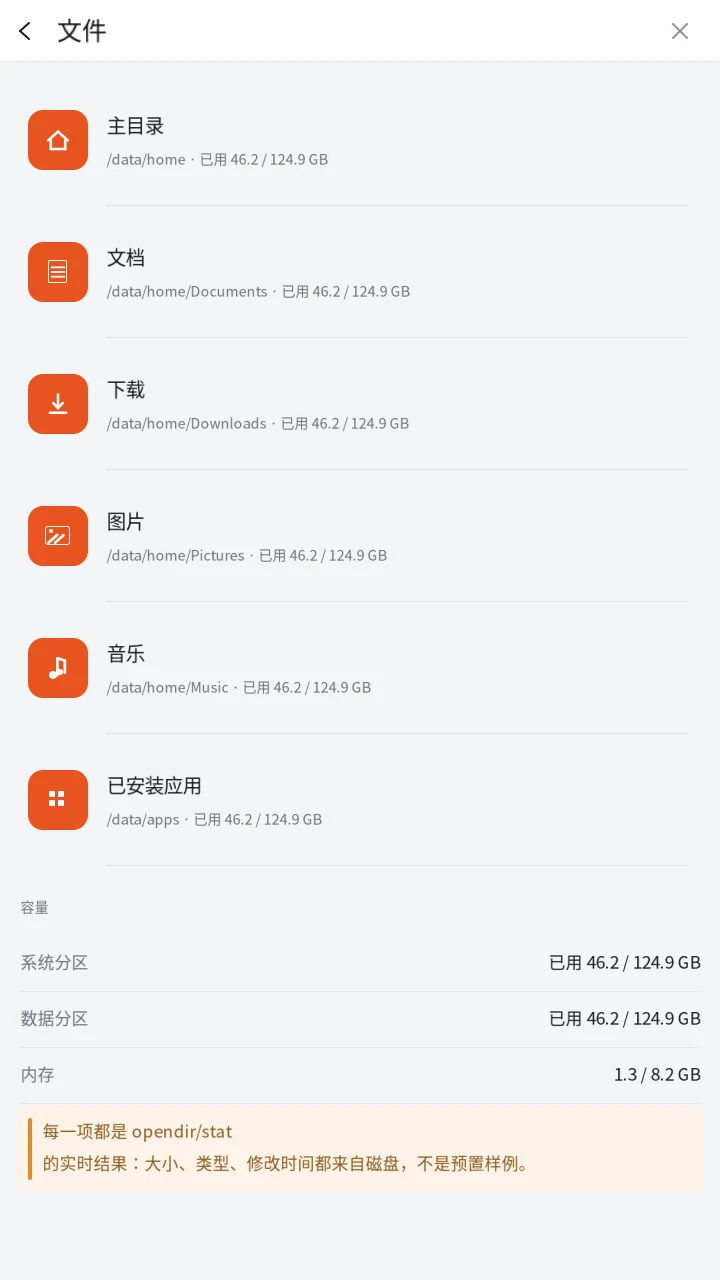 文件
主目录
/data/home · 已用 46.2 / 124.9 GB
文档
/data/home/Documents · 已用 46.2 / 124.9 GB
下载
/data/home/Downloads · 已用 46.2 / 124.9 GB
图片
/data/home/Pictures · 已用 46.2 / 124.9 GB
音乐
/data/home/Music · 已用 46.2 / 124.9 GB
已安装应用
/data/apps · 已用 46.2 / 124.9 GB
容量
系统分区 已用 46.2 / 124.9 GB
数据分区 已用 46.2 / 124.9 GB
内存 1.3 / 8.2 GB
每一项都是 opendir/stat
的实时结果：大小、类型、修改时间都来自磁盘，不是预置样例。